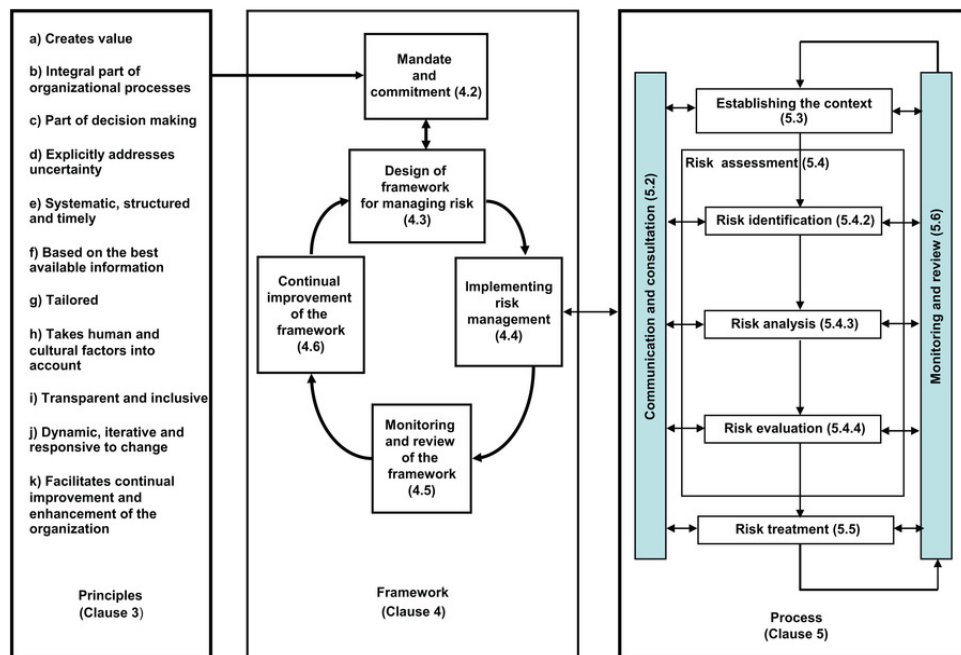 a) Creates value
b) Integral part of
organizational processes
c) Part of decision making
d) Explicitly addresses
uncertainty
e) Systematic, structured
and timely
f) Based on the best
available information
g) Tailored
h) Takes human and
cultural factors into
account
i) Transparent and inclusive
j) Dynamic, iterative and
responsive to change
k) Facilitates continual
improvement and
enhancement of the
organization
Principles
(Clause 3)
Mandate
and
commitment (4.2)
Design of
framework
for managing risk
(4.3)
Implementing
risk
management
(4.4)
Monitoring
and review
of the
framework
(4.5)
Continual
improvement
of the
framework
(4.6)
Framework
(Clause 4)
Communication and consultation (5.2)
Establishing the context
(5.3)
Risk assessment (5.4)
Risk identification (5.4.2)
Risk analysis (5.4.3)
Risk evaluation (5.4.4)
Risk treatment (5.5)
Monitoring and review (5.6)
Process
(Clause 5)